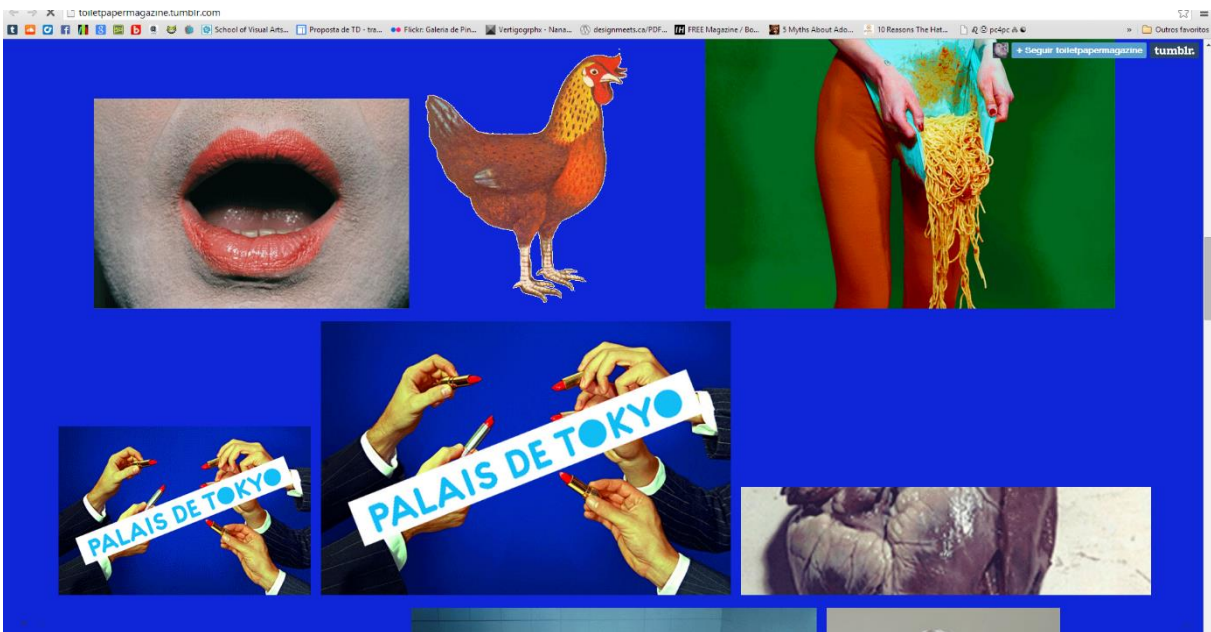 toiletpapermagazine.tumblr.com
School of Visual Arts... Proposta de TD - tra... Flickr: Galeria de Pin... Vertigogrphx - Nana... designmeets.ca/PDF... FREE Magazine / Bo... 5 Myths About Ado... 10 Reasons The Hat... » Outros favoritos
+ Seguir toiletpapermagazine tumblr.
PALAIS DE TOKYO
PALAIS DE TOKYO